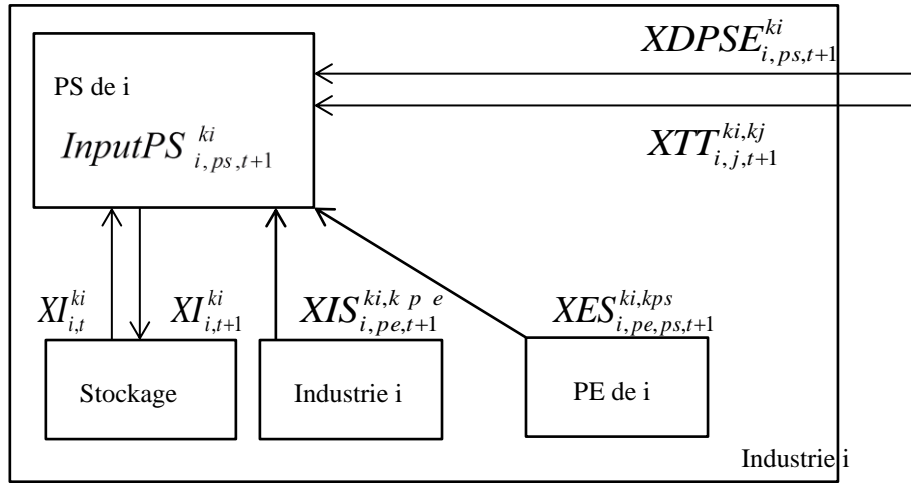 XDPSE^{ki}_{i,ps,t+1}
PS de i
InputPS^{ki}_{i,ps,t+1}
XTT^{ki,kj}_{i,j,t+1}
XI^{ki}_{i,t}
XI^{ki}_{i,t+1}
XIS^{ki,k p e}_{i,pe,t+1}
XES^{ki,kps}_{i,pe,ps,t+1}
Stockage
Industrie i
PE de i
Industrie i